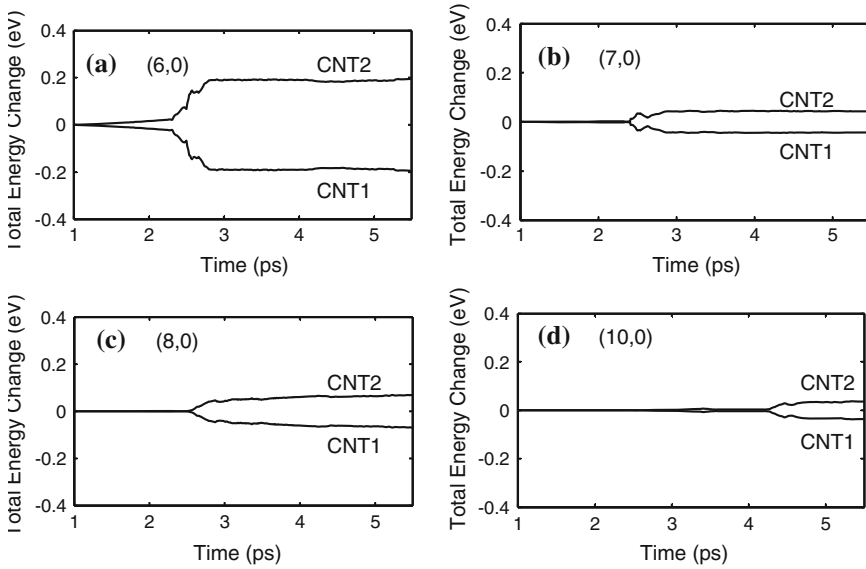 Total Energy Change (eV)
0.4
0.2
0
-0.2
-0.4
(a)
(6,0)
CNT2
CNT1
1
2
3
4
5
Time (ps)
Total Energy Change (eV)
0.4
0.2
0
-0.2
-0.4
(b)
(7,0)
CNT2
CNT1
1
2
3
4
5
Time (ps)
Total Energy Change (eV)
0.4
0.2
0
-0.2
-0.4
(c)
(8,0)
CNT2
CNT1
1
2
3
4
5
Time (ps)
Total Energy Change (eV)
0.4
0.2
0
-0.2
-0.4
(d)
(10,0)
CNT2
CNT1
1
2
3
4
5
Time (ps)